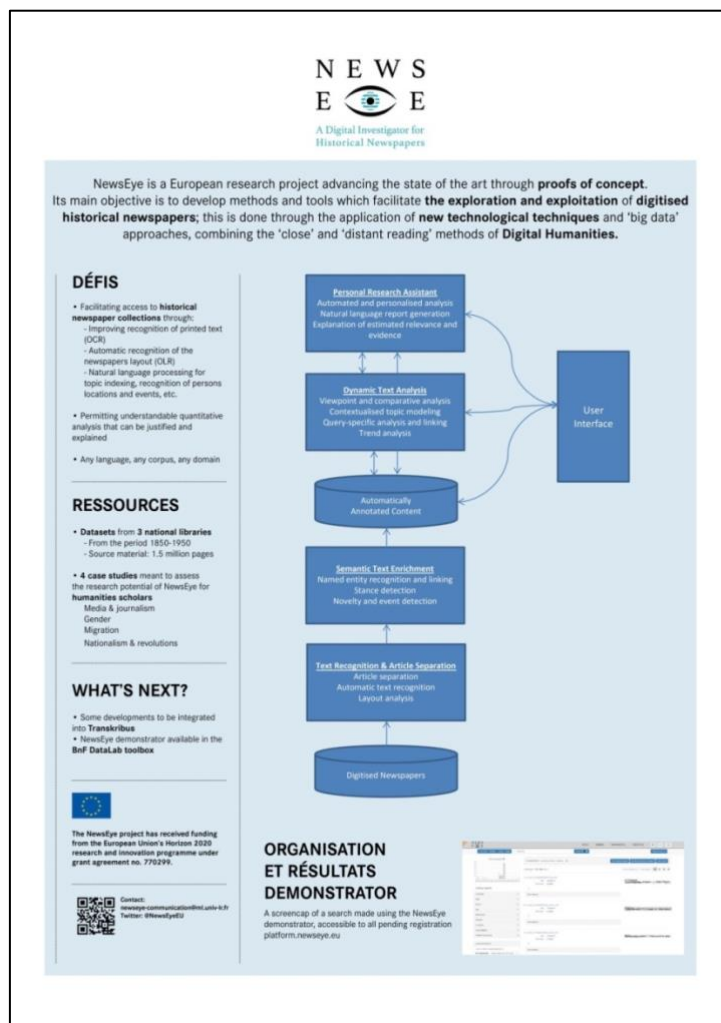 NEWS
E E
A Digital Investigator for
Historical Newspapers
NewsEye is a European research project advancing the state of the art through proofs of concept.
Its main objective is to develop methods and tools which facilitate the exploration and exploitation of digitised
historical newspapers; this is done through the application of new technological techniques and ‘big data’
approaches, combining the ‘close’ and ‘distant reading’ methods of Digital Humanities.
DÉFIS
• Facilitating access to historical
newspaper collections through:
- Improving recognition of printed text
(OCR)
- Automatic recognition of the
newspapers layout (OLR)
- Natural language processing for
topic indexing, recognition of persons
locations and events, etc.
• Permitting understandable quantitative
analysis that can be justified and
explained
• Any language, any corpus, any domain
RESSOURCES
• Datasets from 3 national libraries
- From the period 1850-1950
- Source material: 1.5 million pages
• 4 case studies meant to assess
the research potential of NewsEye for
humanities scholars
Media & journalism
Gender
Migration
Nationalism & revolutions
WHAT'S NEXT?
• Some developments to be integrated
into Transkribus
• NewsEye demonstrator available in the
BnF DataLab toolbox
The NewsEye project has received funding
from the European Union's Horizon 2020
research and innovation programme under
grant agreement no. 770299.
Contact:
newseye-communication@ml.univ-lr.fr
Twitter: @NewsEyeEU
Personal Research Assistant
Automated and personalised analysis
Natural language report generation
Explanation of estimated relevance and
evidence
Dynamic Text Analysis
Viewpoint and comparative analysis
Contextualised topic modeling
Query-specific analysis and linking
Trend analysis
User
Interface
Automatically
Annotated Content
Semantic Text Enrichment
Named entity recognition and linking
Stance detection
Novelty and event detection
Text Recognition & Article Separation
Article separation
Automatic text recognition
Layout analysis
Digitised Newspapers
ORGANISATION
ET RÉSULTATS
DEMONSTRATOR
A screencap of a search made using the NewsEye
demonstrator, accessible to all pending registration
platform.newseye.eu